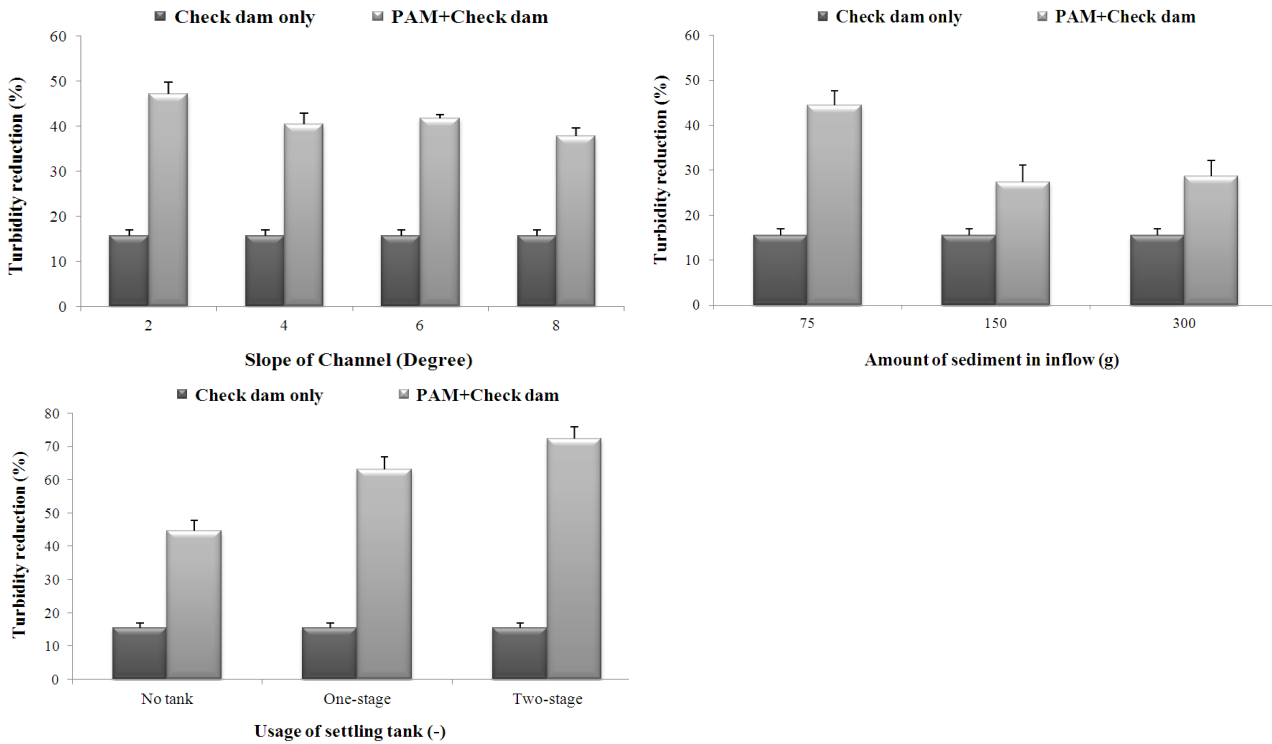 Check dam only PAM+Check dam
Turbidity reduction (%)
60
50
40
30
20
10
0
2 4 6 8
Slope of Channel (Degree)
Check dam only PAM+Check dam
Turbidity reduction (%)
60
50
40
30
20
10
0
75 150 300
Amount of sediment in inflow (g)
Check dam only PAM+Check dam
Turbidity reduction (%)
80
70
60
50
40
30
20
10
0
No tank One-stage Two-stage
Usage of settling tank (-)